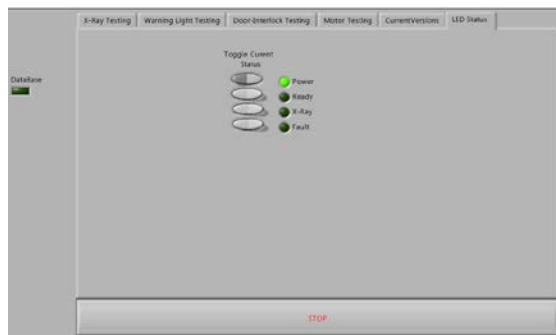 X-Ray Testing Warning Light Testing Door-Interlock Testing Motor Testing CurrentVersions LED Status
Toggle Current
Status
DataBase
Power
Ready
X-Ray
Fault
STOP